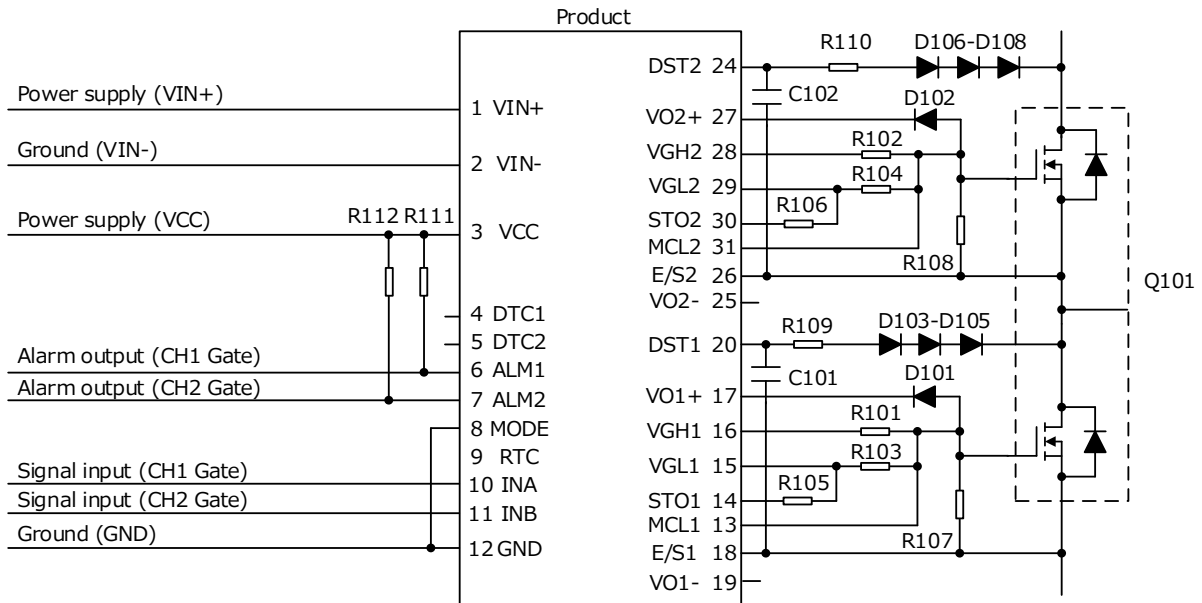 Product
Power supply (VIN+)
Ground (VIN-)
Power supply (VCC)
R112 R111
Alarm output (CH1 Gate)
Alarm output (CH2 Gate)
Signal input (CH1 Gate)
Signal input (CH2 Gate)
Ground (GND)
1 VIN+
2 VIN-
3 VCC
4 DTC1
5 DTC2
6 ALM1
7 ALM2
8 MODE
9 RTC
10 INA
11 INB
12 GND
DST2 24
VO2+ 27
VGH2 28
VGL2 29
STO2 30
MCL2 31
E/S2 26
VO2- 25
DST1 20
VO1+ 17
VGH1 16
VGL1 15
STO1 14
MCL1 13
E/S1 18
VO1- 19
R110 D106-D108
C102
D102
R102
R104
R106
R108
Q101
R109 D103-D105
C101
D101
R101
R103
R105
R107